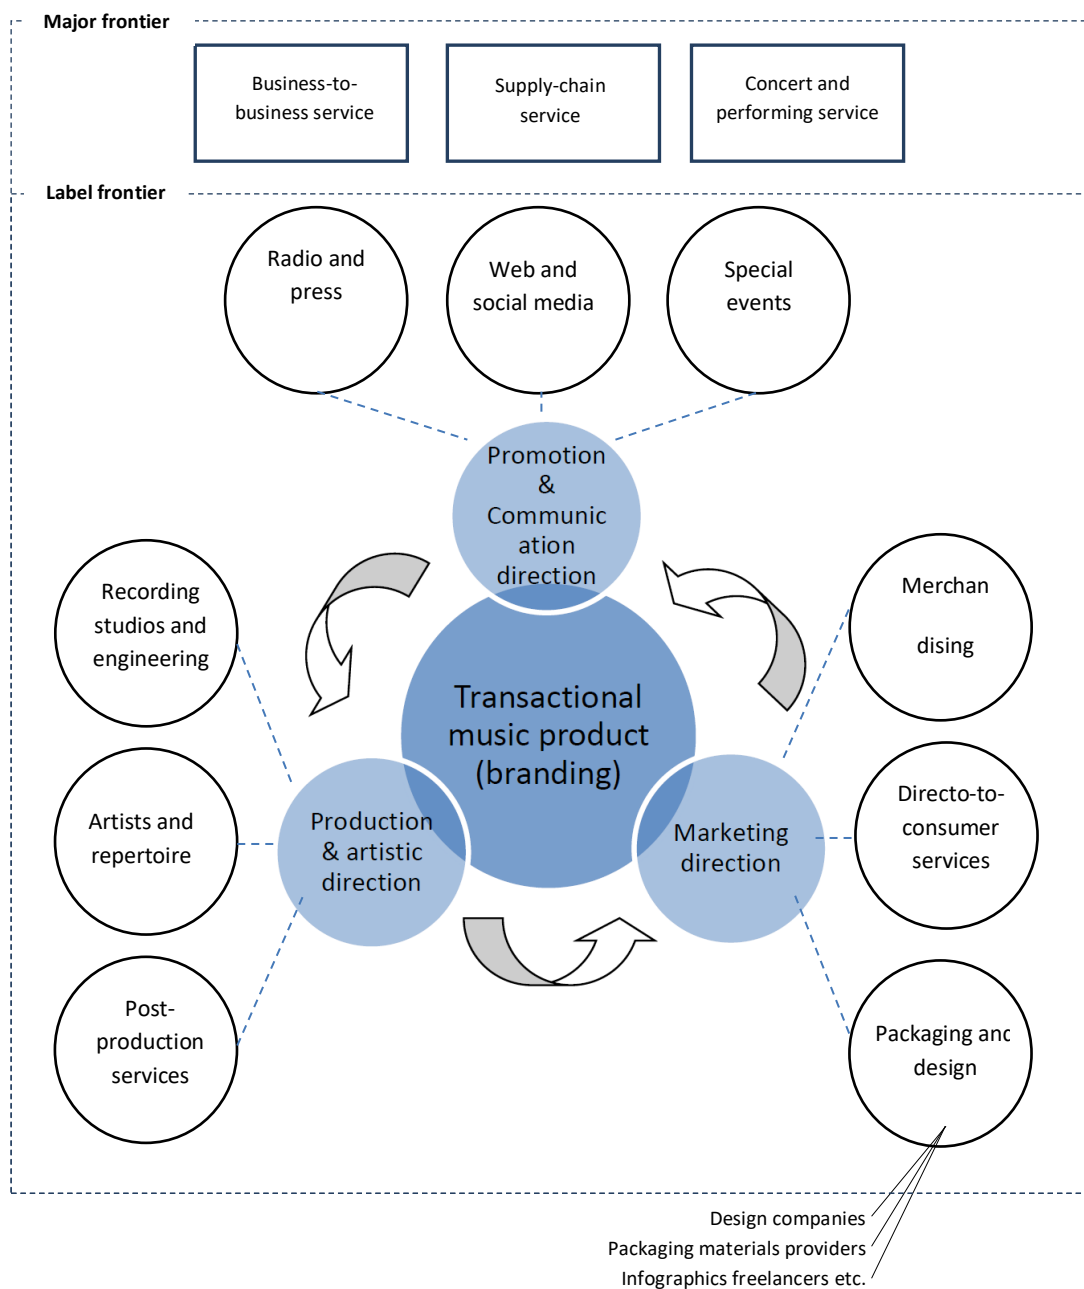 Major frontier
Business-to-
business service
Supply-chain
service
Concert and
performing service
Label frontier
Radio and
press
Web and
social media
Special
events
Promotion
&
Communic
ation
direction
Recording
studios and
engineering
Merchan
dising
Transactional
music product
(branding)
Artists and
repertoire
Production
& artistic
direction
Marketing
direction
Directo-to-
consumer
services
Post-
production
services
Packaging and
design
Design companies
Packaging materials providers
Infographics freelancers etc.